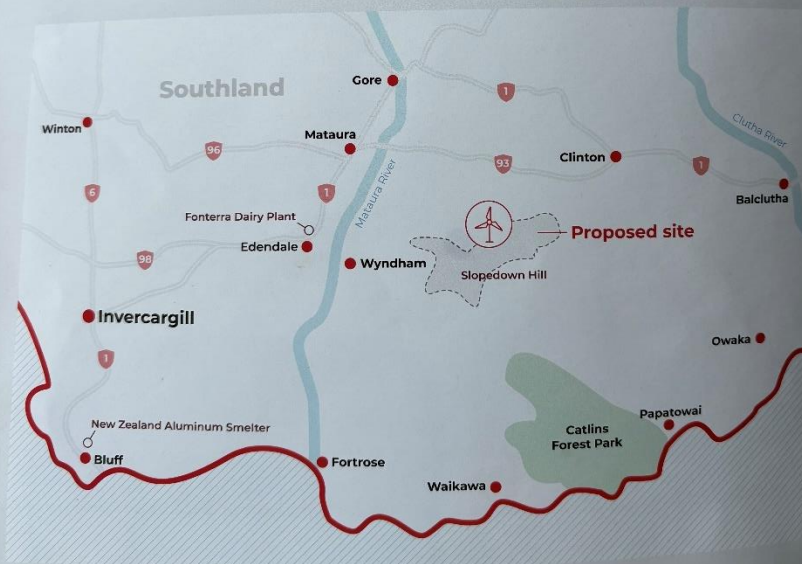 Southland
Gore
1
Clutha River
Winton
Mataura
96
93
Clinton
1
Balclutha
6
1
Mataura River
Fonterra Dairy Plant
Edendale
Proposed site
98
Wyndham
Slopedown Hill
Invercargill
Owaka
1
Papatowai
New Zealand Aluminum Smelter
Catlins
Forest Park
Bluff
Fortrose
Waikawa